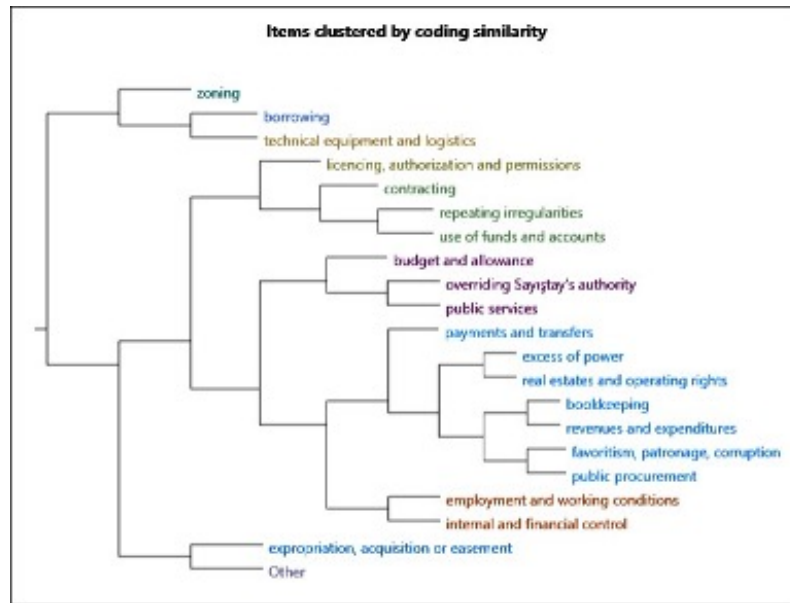 Items clustered by coding similarity
zoning
borrowing
technical equipment and logistics
licencing, authorization and permissions
contracting
repeating irregularities
use of funds and accounts
budget and allowance
overriding Sayıştay's authority
public services
payments and transfers
excess of power
real estates and operating rights
bookkeeping
revenues and expenditures
favoritism, patronage, corruption
public procurement
employment and working conditions
internal and financial control
expropriation, acquisition or easement
Other